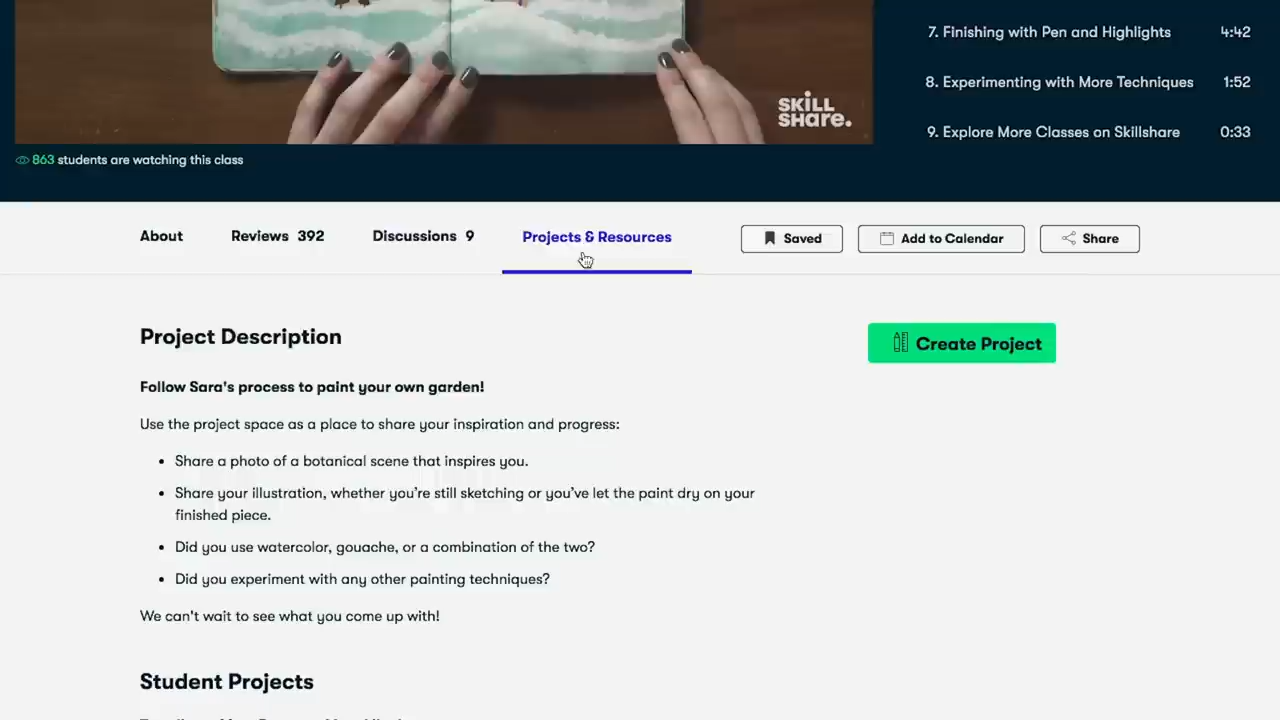 SKILL
SHARE.
7. Finishing with Pen and Highlights 4:42
8. Experimenting with More Techniques 1:52
9. Explore More Classes on Skillshare 0:33
863 students are watching this class
About Reviews 392 Discussions 9 Projects & Resources Saved Add to Calendar Share
Project Description
Create Project
Follow Sara's process to paint your own garden!
Use the project space as a place to share your inspiration and progress:
• Share a photo of a botanical scene that inspires you.
• Share your illustration, whether you're still sketching or you've let the paint dry on your
finished piece.
• Did you use watercolor, gouache, or a combination of the two?
• Did you experiment with any other painting techniques?
We can't wait to see what you come up with!
Student Projects